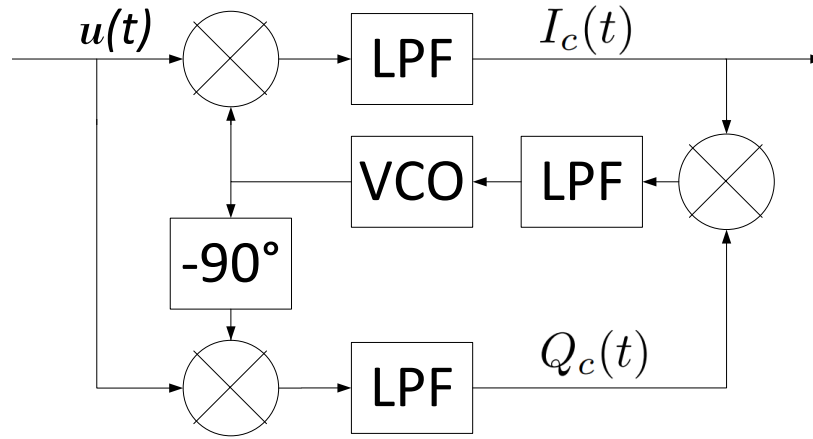 u(t)
LPF
I_c(t)
VCO
LPF
-90°
LPF
Q_c(t)